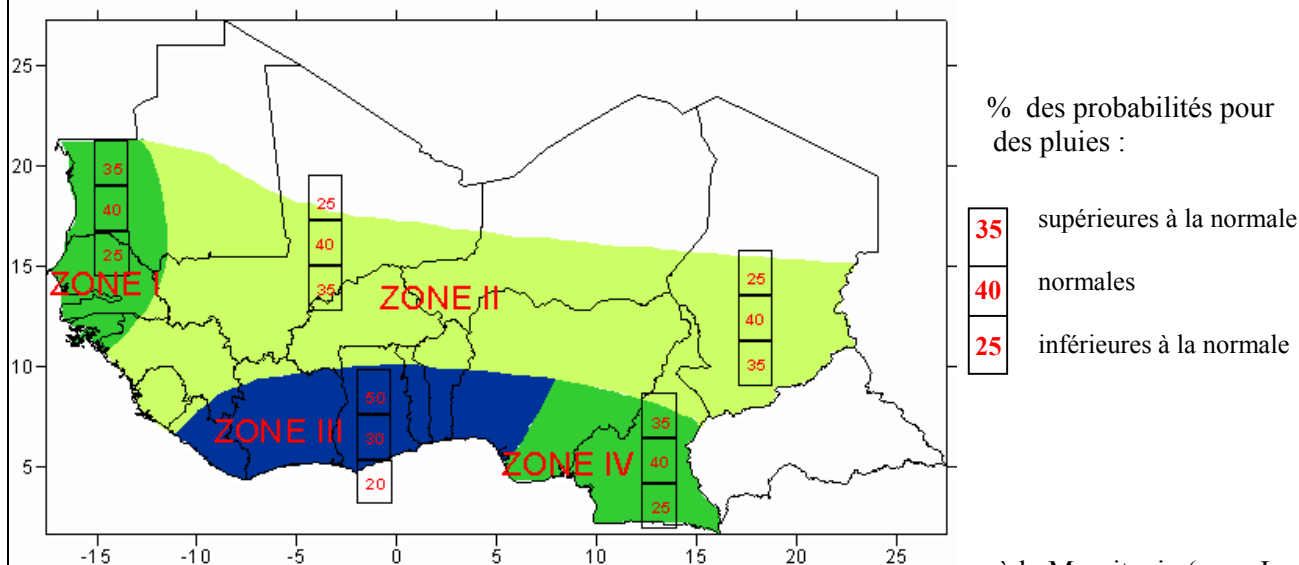 25
20
15
10
5
-15 -10 -5 0 5 10 15 20 25
35
40
25
ZONE I
25
40
35
ZONE II
25
40
35
50
30
20
ZONE III
35
40
25
ZONE IV
% des probabilités pour
des pluies :
35 supérieures à la normale
40 normales
25 inférieures à la normale